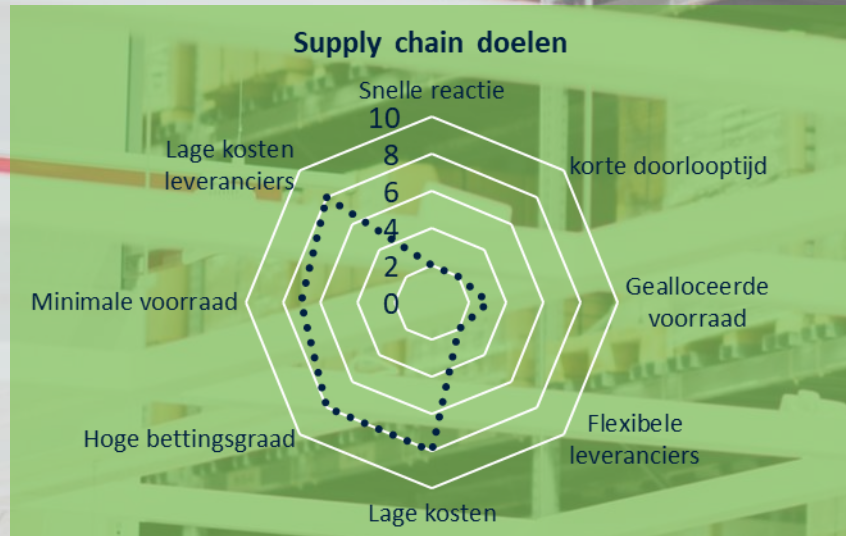 Supply chain doelen
Snelle reactie
10
8
6
4
2
0
Lage kosten
leveranciers
korte doorlooptijd
Minimale voorraad
Gealloceerde
voorraad
Hoge bettingsgraad
Flexibele
leveranciers
Lage kosten